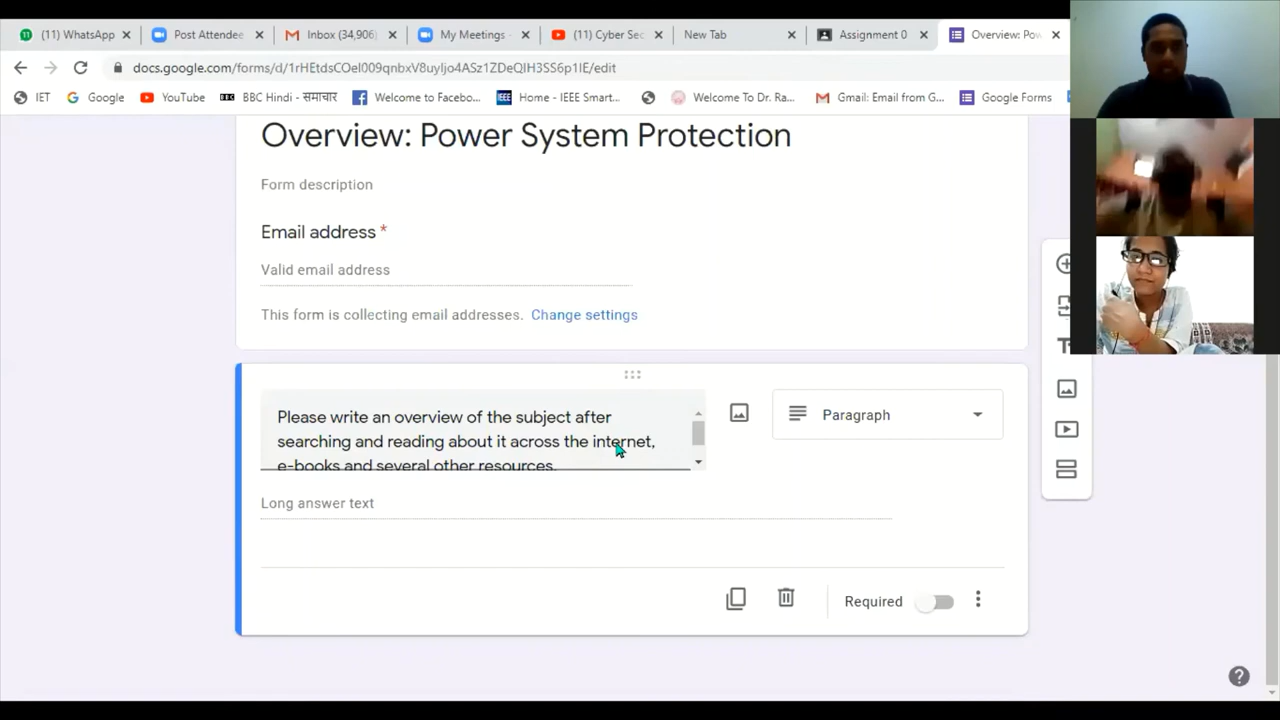 (11) WhatsApp
Post Attendee
Inbox (34,906)
My Meetings -
(11) Cyber Sec
New Tab
Assignment 0
Overview: Pow
docs.google.com/forms/d/1rHEtdsCOeI009qnbxV8uyIjo4ASz1ZDeQIH3SS6p1IE/edit
IET
Google
YouTube
BBC
BBC Hindi - समाचार
Welcome to Facebo...
IEEE
Home - IEEE Smart...
Welcome To Dr. Ra...
Gmail: Email from G...
Google Forms
Overview: Power System Protection
Form description
Email address *
Valid email address
This form is collecting email addresses. Change settings
Please write an overview of the subject after
searching and reading about it across the internet,
e-books and several other resources.
Paragraph
Long answer text
Required